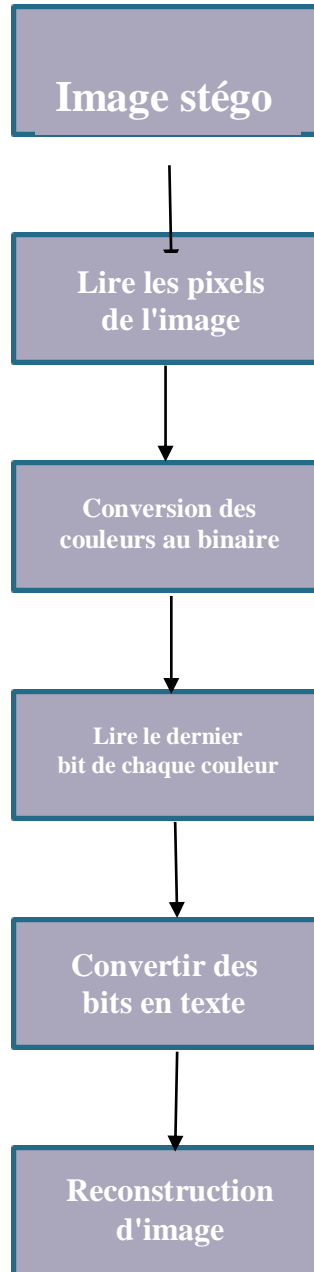 Image stégo
Lire les pixels
de l'image
Conversion des
couleurs au binaire
Lire le dernier
bit de chaque couleur
Convertir des
bits en texte
Reconstruction
d'image